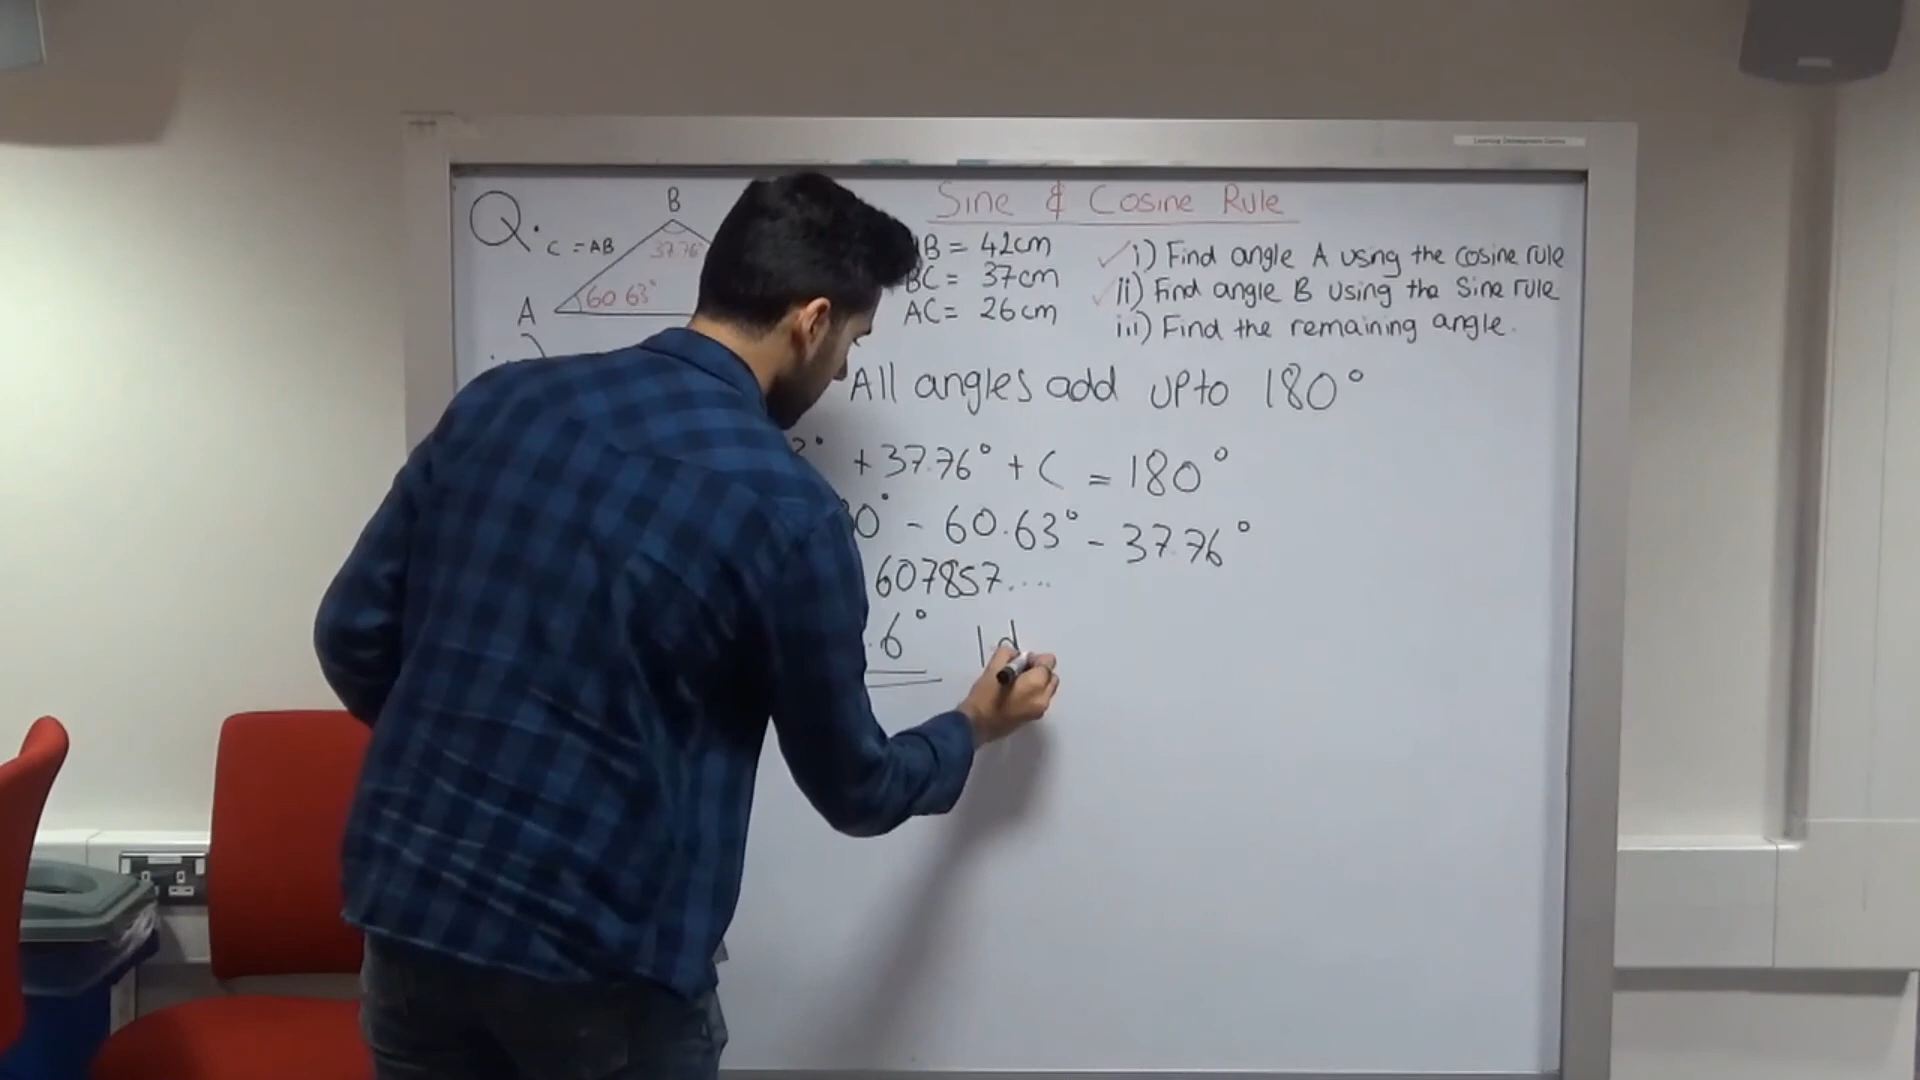 Sine & Cosine Rule
Q.
B
C = AB
37.76°
A
60.63°
B = 42cm
BC = 37cm
AC = 26cm
i) Find angle A using the cosine rule
ii) Find angle B using the Sine rule
iii) Find the remaining angle.
All angles add up to 180°
+ 37.76° + C = 180°
0° - 60.63° - 37.76°
607857....
.6° 1d